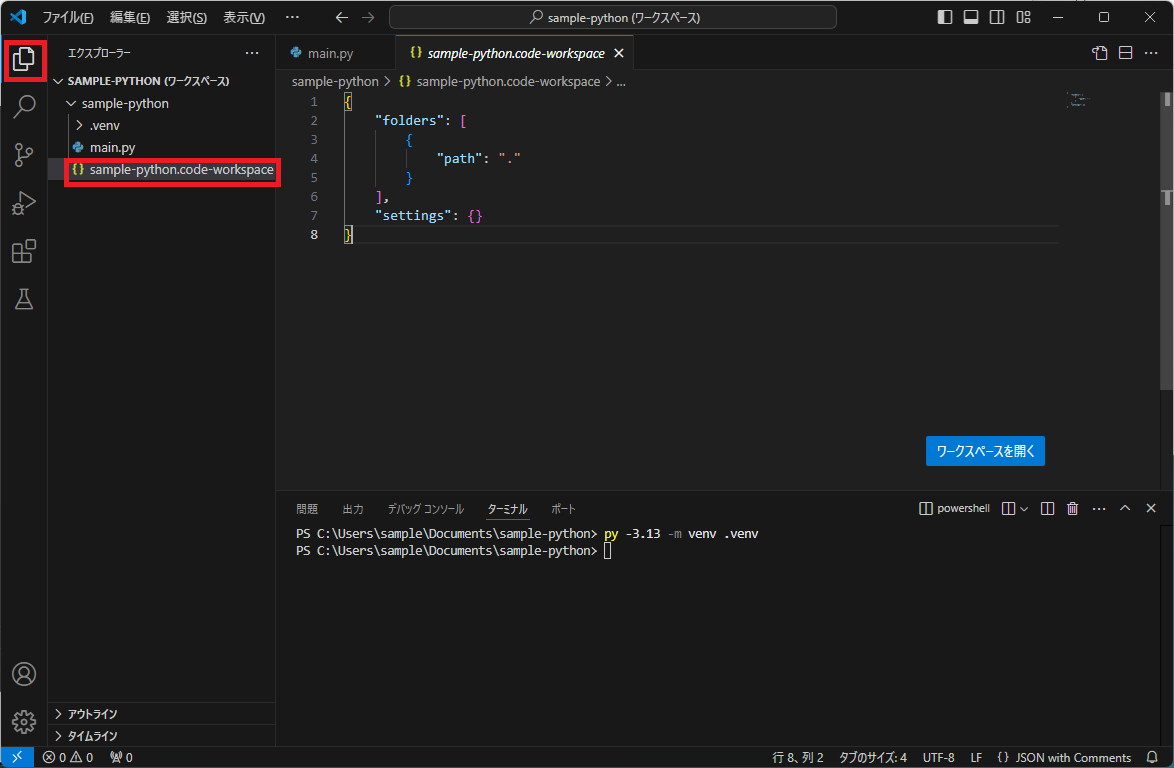 ファイル(F) 編集(E) 選択(S) 表示(V) … sample-python (ワークスペース)
エクスプローラー …
SAMPLE-PYTHON (ワークスペース)
sample-python
.venv
main.py
sample-python.code-workspace
アウトライン
タイムライン
main.py sample-python.code-workspace
sample-python > sample-python.code-workspace > ...
1 {
2 "folders": [
3 {
4 "path": "."
5 }
6 ],
7 "settings": {}
8 }
ワークスペースを開く
問題 出力 デバッグ コンソール ターミナル ポート powershell
PS C:\Users\sample\Documents\sample-python> py -3.13 -m venv .venv
PS C:\Users\sample\Documents\sample-python>
0 0 0 行 8、列 2 タブのサイズ: 4 UTF-8 LF {} JSON with Comments